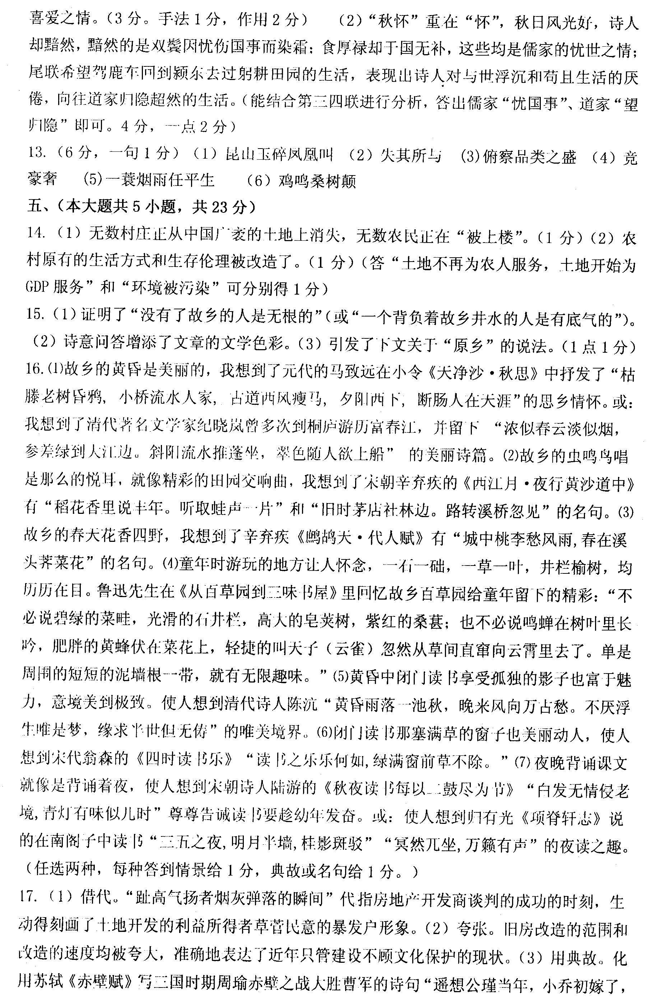 喜爱之情。（3 分。手法 1 分，作用 2 分） （2）“秋怀”重在“怀”，秋日风光好，诗人
却黯然，黯然的是双鬓因忧伤国事而染霜；食厚禄却于国无补，这些均是儒家的忧世之情；
尾联希望驾鹿车回到颍东去过躬耕田园的生活，表现出诗人对与世浮沉和苟且生活的厌
倦，向往道家归隐超然的生活。（能结合第三四联进行分析，答出儒家“忧国事”、道家“望
归隐”即可。4 分，一点 2 分）
13.（6 分，一句 1 分）（1）昆山玉碎凤凰叫 （2）失其所与 (3)俯察品类之盛 （4）竞
豪奢 (5)一蓑烟雨任平生 （6）鸡鸣桑树颠
五、（本大题共 5 小题，共 23 分）
14.（1）无数村庄正从中国广袤的土地上消失，无数农民正在“被上楼”。（1 分）（2）农
村原有的生活方式和生存伦理被改造了。（1 分）（答“土地不再为农人服务，土地开始为
GDP 服务”和“环境被污染”可分别得 1 分）
15.（1）证明了“没有了故乡的人是无根的”（或“一个背负着故乡井水的人是有底气的”）。
（2）诗意问答增添了文章的文学色彩。（3）引发了下文关于“原乡”的说法。（1 点 1 分）
16.⑴故乡的黄昏是美丽的，我想到了元代的马致远在小令《天净沙·秋思》中抒发了“枯
滕老树昏鸦，小桥流水人家，古道西风瘦马，夕阳西下，断肠人在天涯”的思乡情怀。或：
我想到了清代著名文学家纪晓岚曾多次到桐庐游历富春江，并留下 “浓似春云淡似烟，
参差绿到大江边。斜阳流水推蓬坐，翠色随人欲上船” 的美丽诗篇。⑵故乡的虫鸣鸟唱
是那么的悦耳，就像精彩的田园交响曲，我想到了宋朝辛弃疾的《西江月·夜行黄沙道中》
有“稻花香里说丰年。听取蛙声一片”和“旧时茅店社林边。路转溪桥忽见”的名句。⑶
故乡的春天花香四野，我想到了辛弃疾《鹧鸪天·代人赋》有“城中桃李愁风雨,春在溪
头荠菜花”的名句。⑷童年时游玩的地方让人怀念，一石一础，一草一叶，井栏榆树，均
历历在目。鲁迅先生在《从百草园到三味书屋》里回忆故乡百草园给童年留下的精彩：“不
必说碧绿的菜畦，光滑的石井栏，高大的皂荚树，紫红的桑葚；也不必说鸣蝉在树叶里长
吟，肥胖的黄蜂伏在菜花上，轻捷的叫天子（云雀）忽然从草间直窜向云霄里去了。单是
周围的短短的泥墙根一带，就有无限趣味。”⑸黄昏中闭门读书享受孤独的影子也富于魅
力，意境美到极致。使人想到清代诗人陈沆“黄昏雨落一池秋，晚来风向万古愁。不厌浮
生唯是梦，缘求半世但无俦”的唯美境界。⑹闭门读书那塞满草的窗子也美丽动人，使人
想到宋代翁森的《四时读书乐》“读书之乐乐何如,绿满窗前草不除。”⑺夜晚背诵课文
就像是背诵着夜，使人想到宋朝诗人陆游的《秋夜读书每以二鼓尽为节》“白发无情侵老
境,青灯有味似儿时”尊尊告诫读书要趁幼年发奋。或：使人想到归有光《项脊轩志》说
的在南阁子中读书“三五之夜,明月半墙,桂影斑驳”“冥然兀坐,万籁有声”的夜读之趣。
（任选两种，每种答到情景给 1 分，典故或名句给 1 分。）
17.（1）借代。“趾高气扬者烟灰弹落的瞬间”代指房地产开发商谈判的成功的时刻，生
动得刻画了土地开发的利益所得者草菅民意的暴发户形象。（2）夸张。旧房改造的范围和
改造的速度均被夸大，准确地表达了近年只管建设不顾文化保护的现状。（3）用典故。化
用苏轼《赤壁赋》写三国时期周瑜赤壁之战大胜曹军的诗句“遥想公瑾当年，小乔初嫁了，